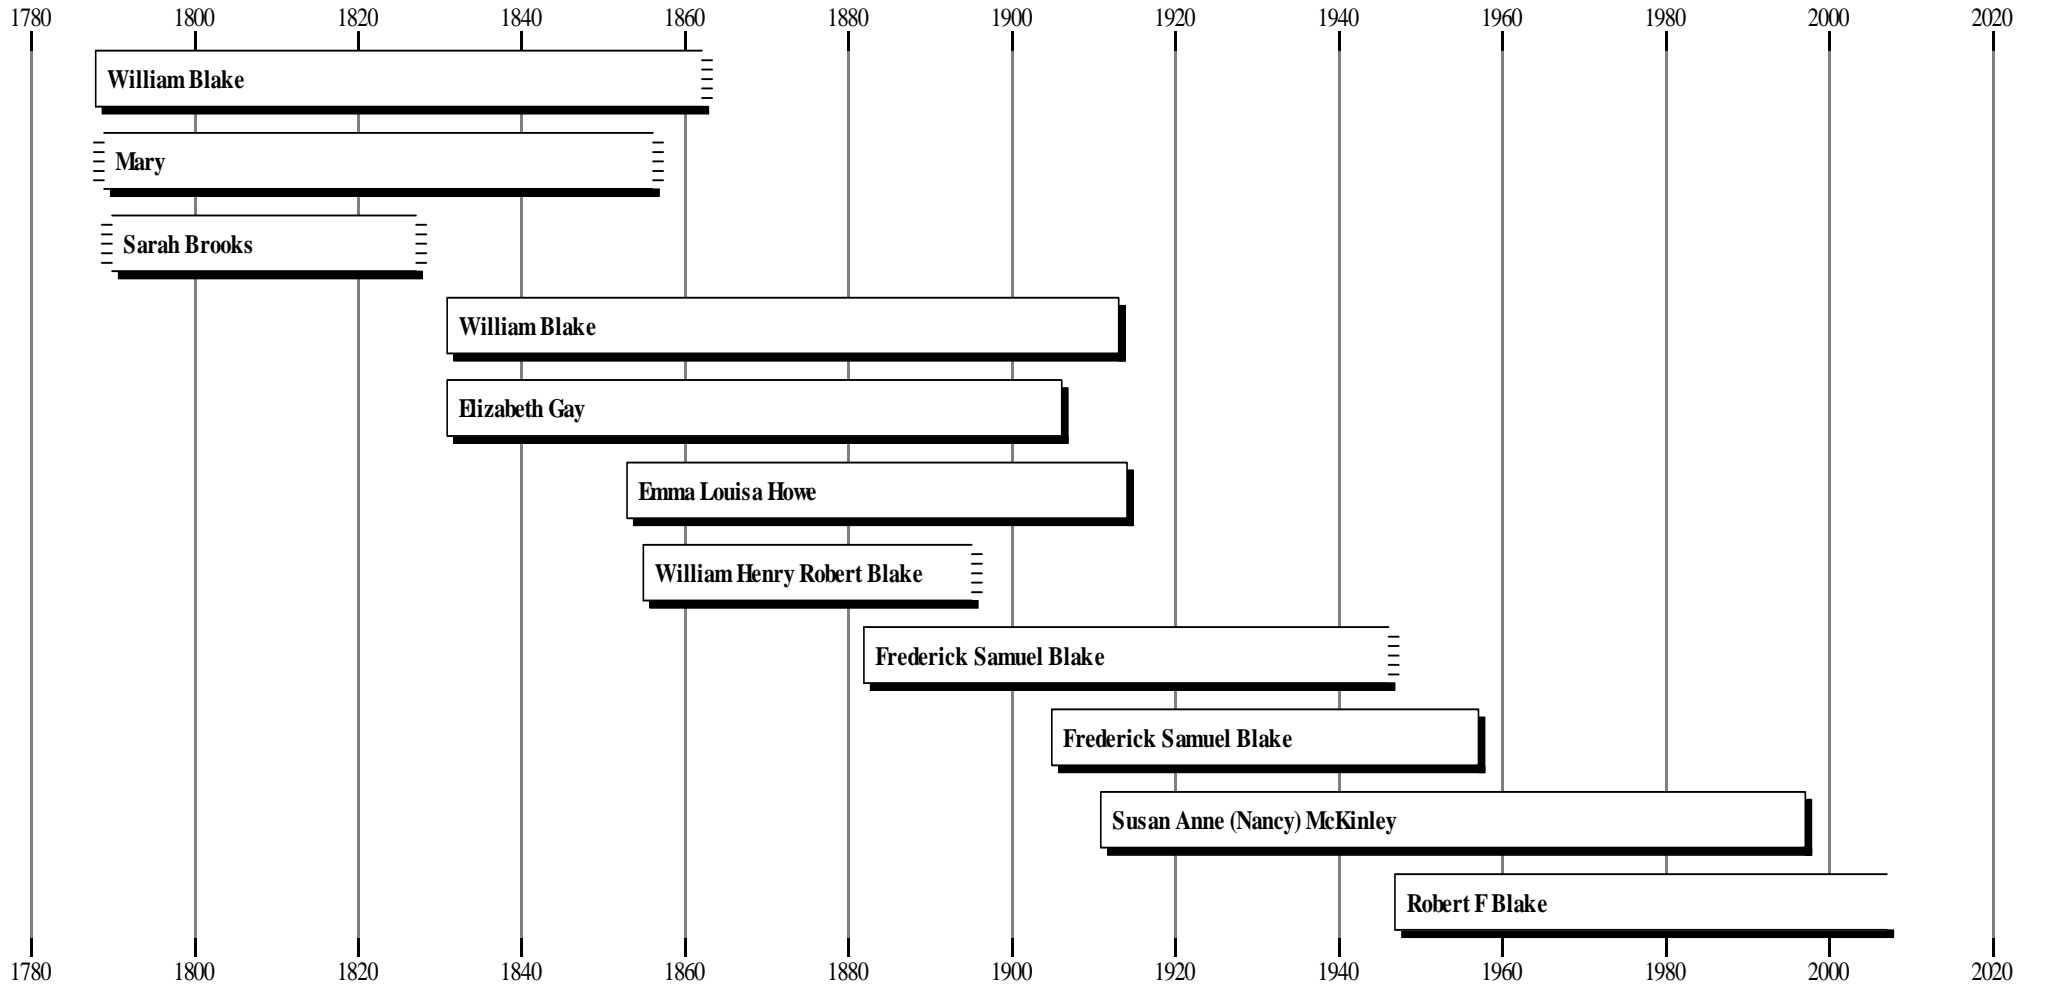 1780 1800 1820 1840 1860 1880 1900 1920 1940 1960 1980 2000 2020
William Blake
Mary
Sarah Brooks
William Blake
Elizabeth Gay
Emma Louisa Howe
William Henry Robert Blake
Frederick Samuel Blake
Frederick Samuel Blake
Susan Anne (Nancy) McKinley
Robert F Blake
1780 1800 1820 1840 1860 1880 1900 1920 1940 1960 1980 2000 2020